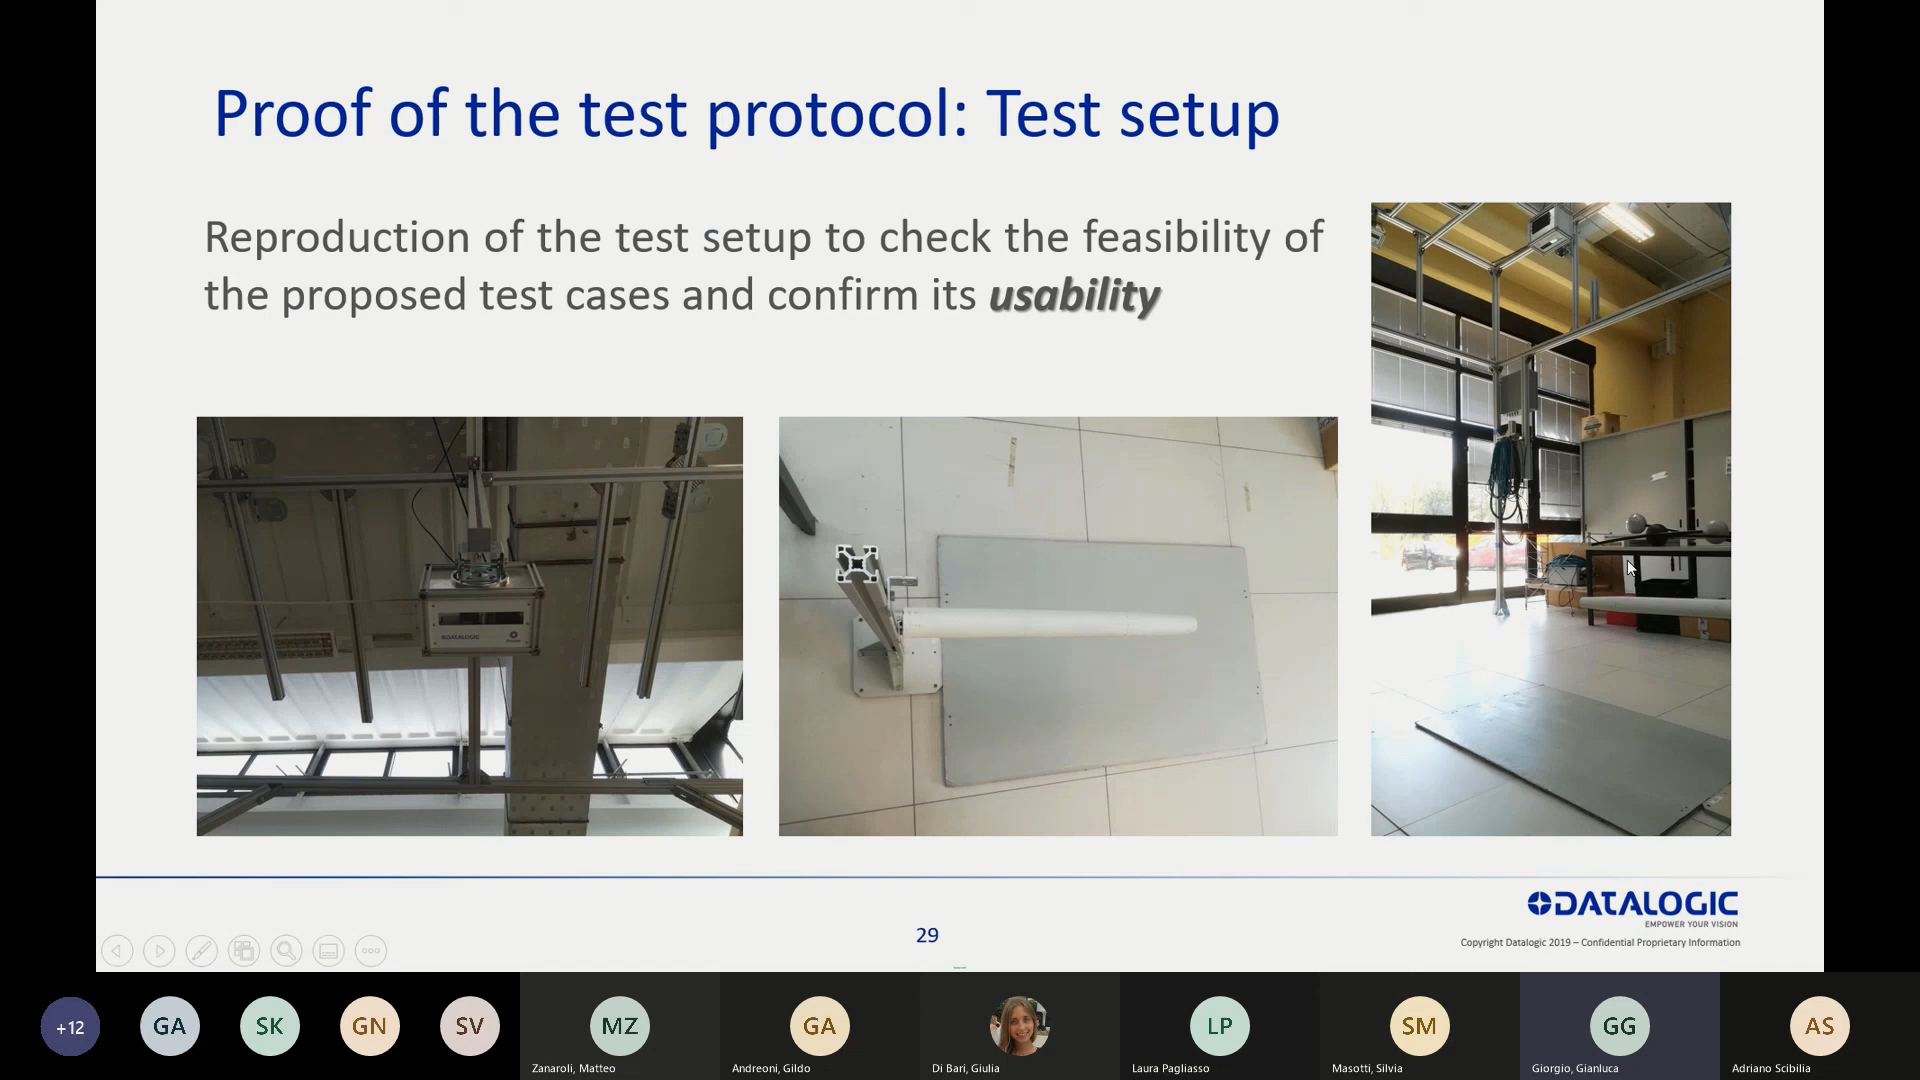 Proof of the test protocol: Test setup
Reproduction of the test setup to check the feasibility of
the proposed test cases and confirm its usability
DATALOGIC
29
DATALOGIC
EMPOWER YOUR VISION
Copyright Datalogic 2019 – Confidential Proprietary Information
+12
GA
SK
GN
SV
MZ
Zanaroli, Matteo
GA
Andreoni, Gildo
Di Bari, Giulia
LP
Laura Pagliasso
SM
Masotti, Silvia
GG
Giorgio, Gianluca
AS
Adriano Scibilia